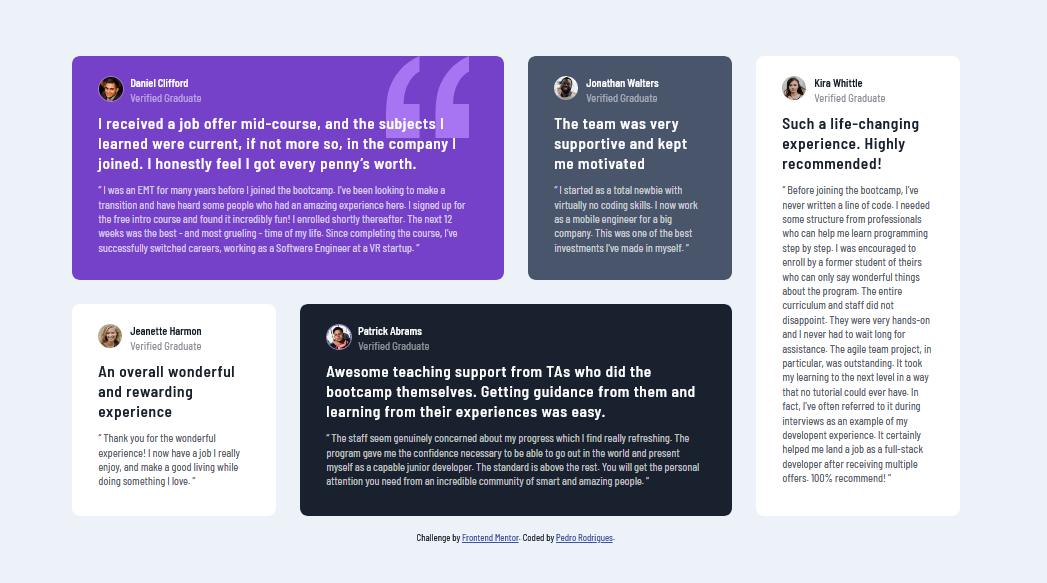 Daniel Clifford
Verified Graduate
I received a job offer mid-course, and the subjects I
learned were current, if not more so, in the company I
joined. I honestly feel I got every penny’s worth.
“ I was an EMT for many years before I joined the bootcamp. I’ve been looking to make a
transition and have heard some people who had an amazing experience here. I signed up for
the free intro course and found it incredibly fun! I enrolled shortly thereafter. The next 12
weeks was the best - and most grueling - time of my life. Since completing the course, I’ve
successfully switched careers, working as a Software Engineer at a VR startup. ”
Jonathan Walters
Verified Graduate
The team was very
supportive and kept
me motivated
“ I started as a total newbie with
virtually no coding skills. I now work
as a mobile engineer for a big
company. This was one of the best
investments I’ve made in myself. ”
Kira Whittle
Verified Graduate
Such a life-changing
experience. Highly
recommended!
“ Before joining the bootcamp, I’ve
never written a line of code. I needed
some structure from professionals
who can help me learn programming
step by step. I was encouraged to
enroll by a former student of theirs
who can only say wonderful things
about the program. The entire
curriculum and staff did not
disappoint. They were very hands-on
and I never had to wait long for
assistance. The agile team project, in
particular, was outstanding. It took
my learning to the next level in a way
that no tutorial could ever have. In
fact, I’ve often referred to it during
interviews as an example of my
developent experience. It certainly
helped me land a job as a full-stack
developer after receiving multiple
offers. 100% recommend! ”
Jeanette Harmon
Verified Graduate
An overall wonderful
and rewarding
experience
“ Thank you for the wonderful
experience! I now have a job I really
enjoy, and make a good living while
doing something I love. ”
Patrick Abrams
Verified Graduate
Awesome teaching support from TAs who did the
bootcamp themselves. Getting guidance from them and
learning from their experiences was easy.
“ The staff seem genuinely concerned about my progress which I find really refreshing. The
program gave me the confidence necessary to be able to go out in the world and present
myself as a capable junior developer. The standard is above the rest. You will get the personal
attention you need from an incredible community of smart and amazing people. ”
Challenge by Frontend Mentor. Coded by Pedro Rodrigues.